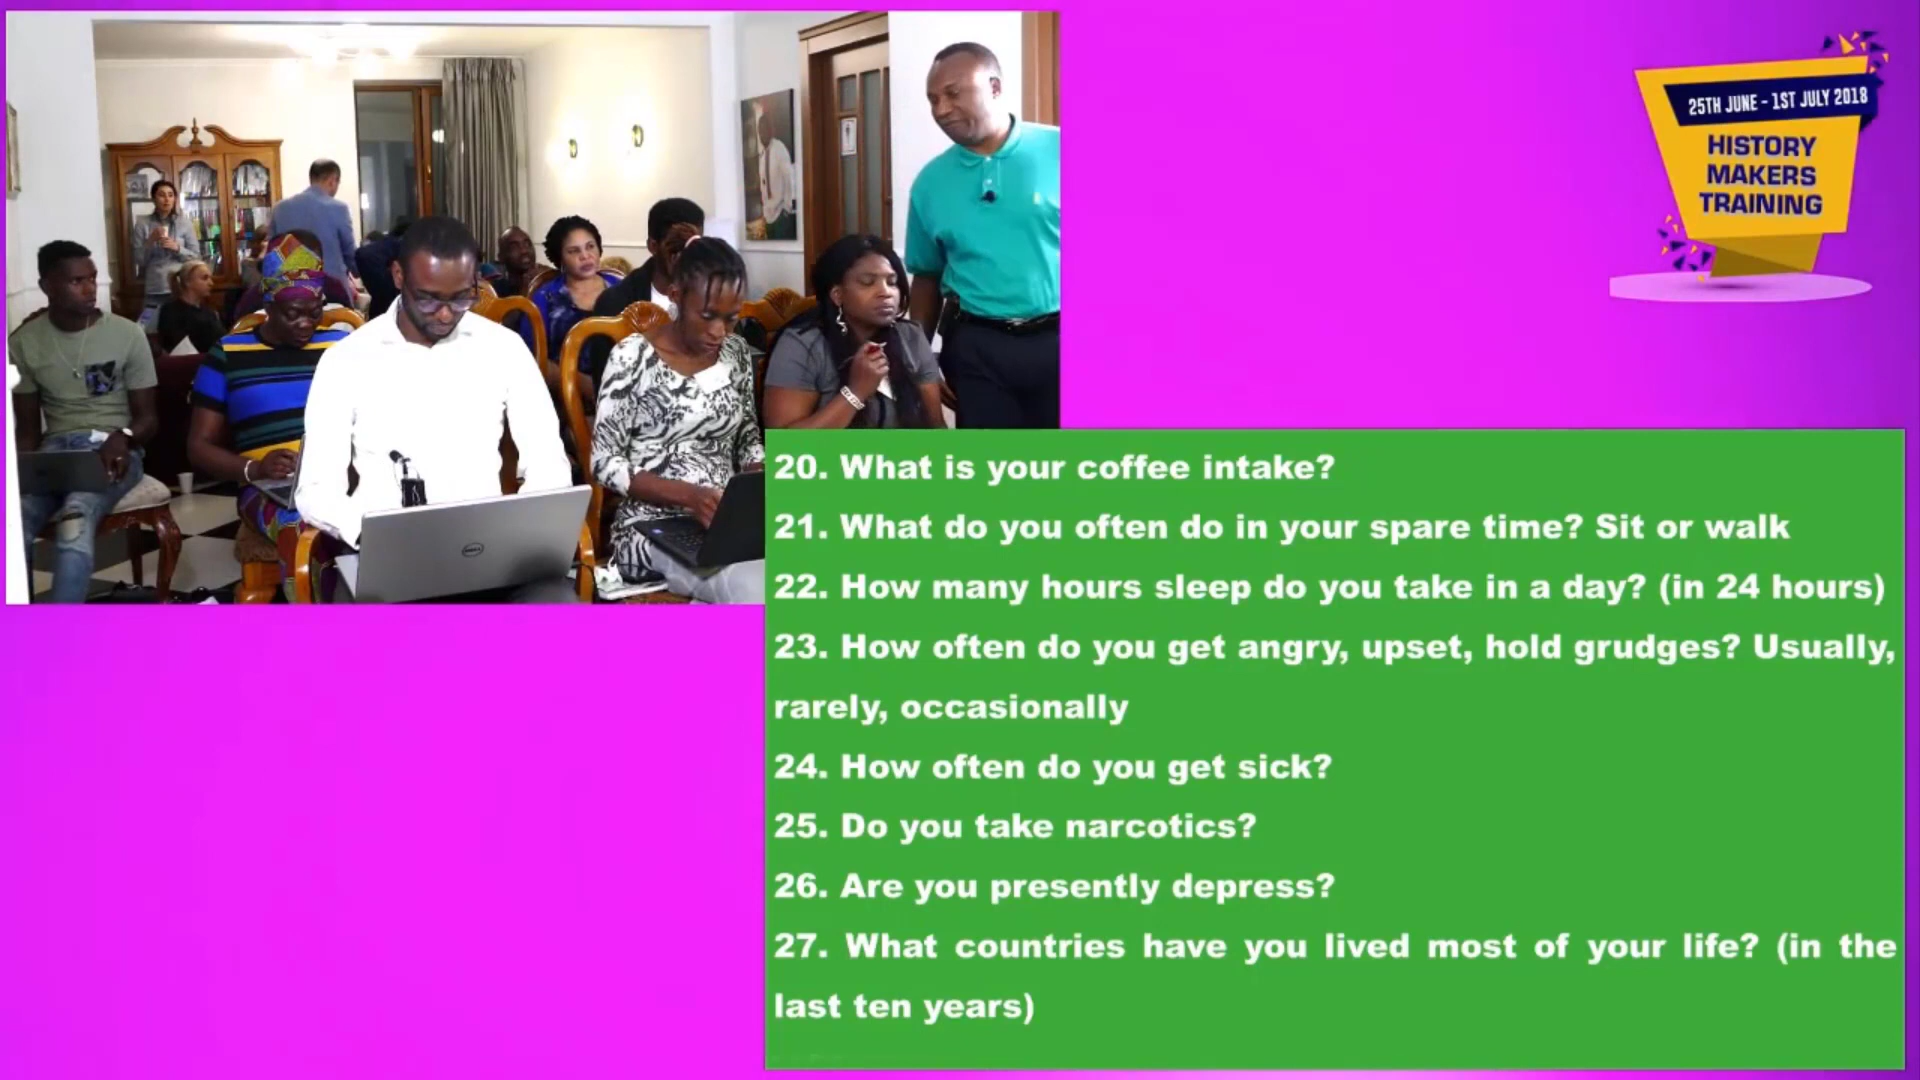 25TH JUNE - 1ST JULY 2018
HISTORY
MAKERS
TRAINING
20. What is your coffee intake?
21. What do you often do in your spare time? Sit or walk
22. How many hours sleep do you take in a day? (in 24 hours)
23. How often do you get angry, upset, hold grudges? Usually,
rarely, occasionally
24. How often do you get sick?
25. Do you take narcotics?
26. Are you presently depress?
27. What countries have you lived most of your life? (in the
last ten years)
DELL